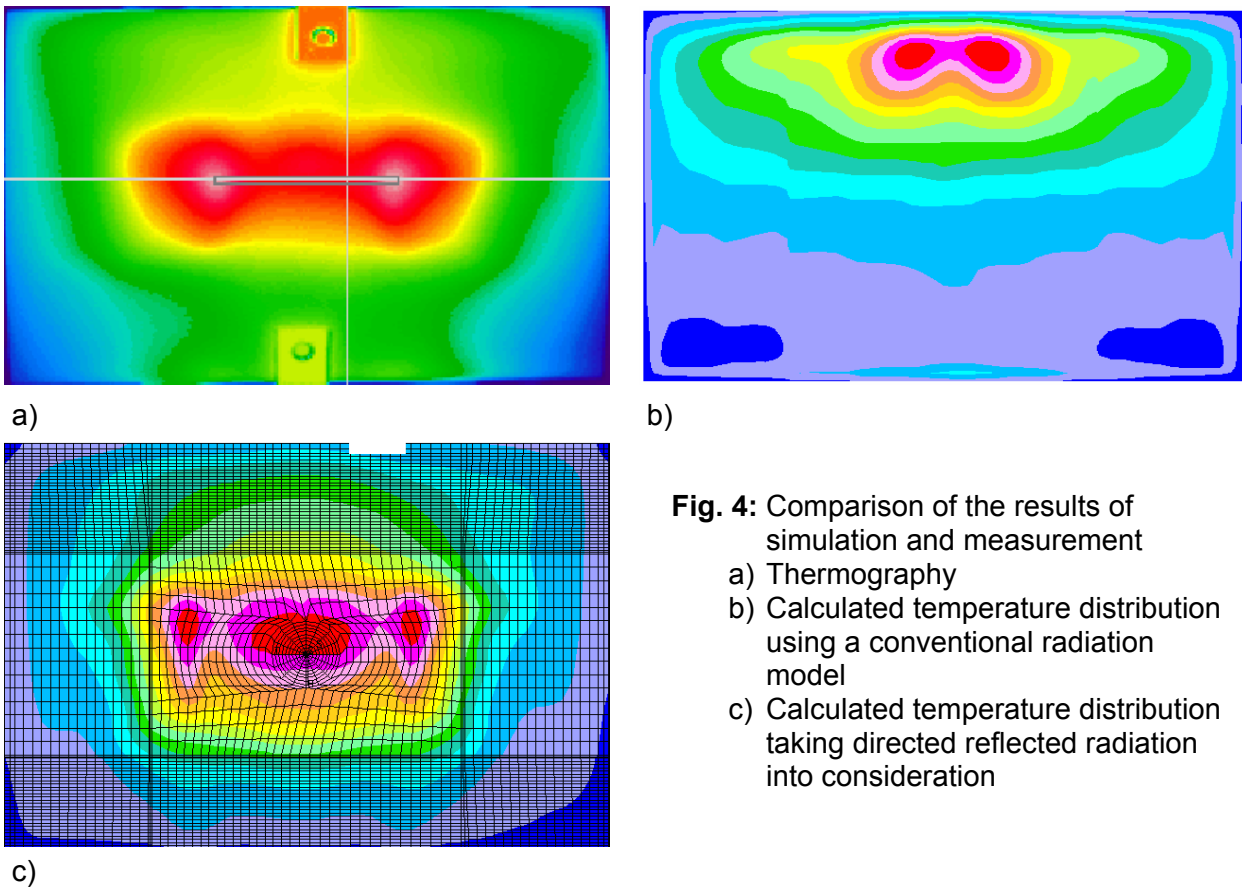 a)
b)
Fig. 4: Comparison of the results of
simulation and measurement
a) Thermography
b) Calculated temperature distribution
using a conventional radiation
model
c) Calculated temperature distribution
taking directed reflected radiation
into consideration
c)